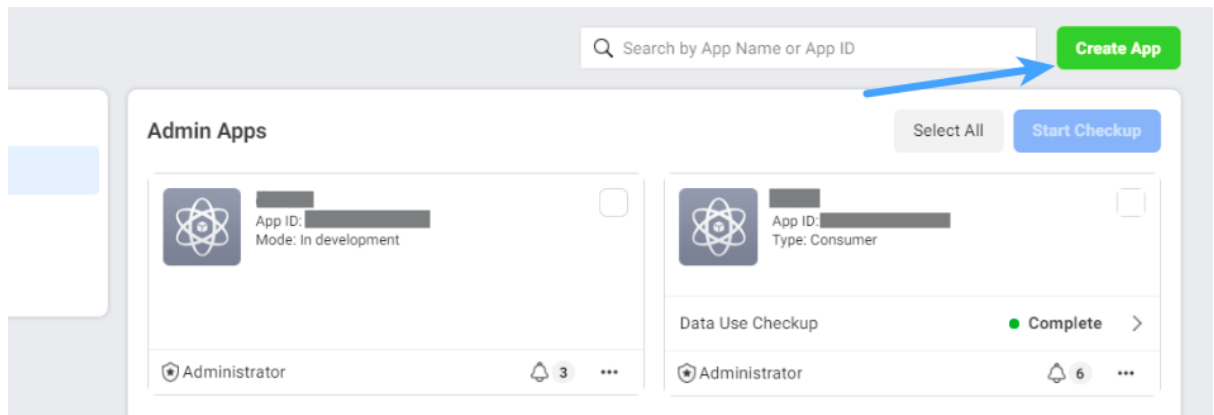 Search by App Name or App ID
Create App
Admin Apps
Select All
Start Checkup
App ID:
Mode: In development
App ID:
Type: Consumer
Data Use Checkup
Complete
Administrator
3
Administrator
6